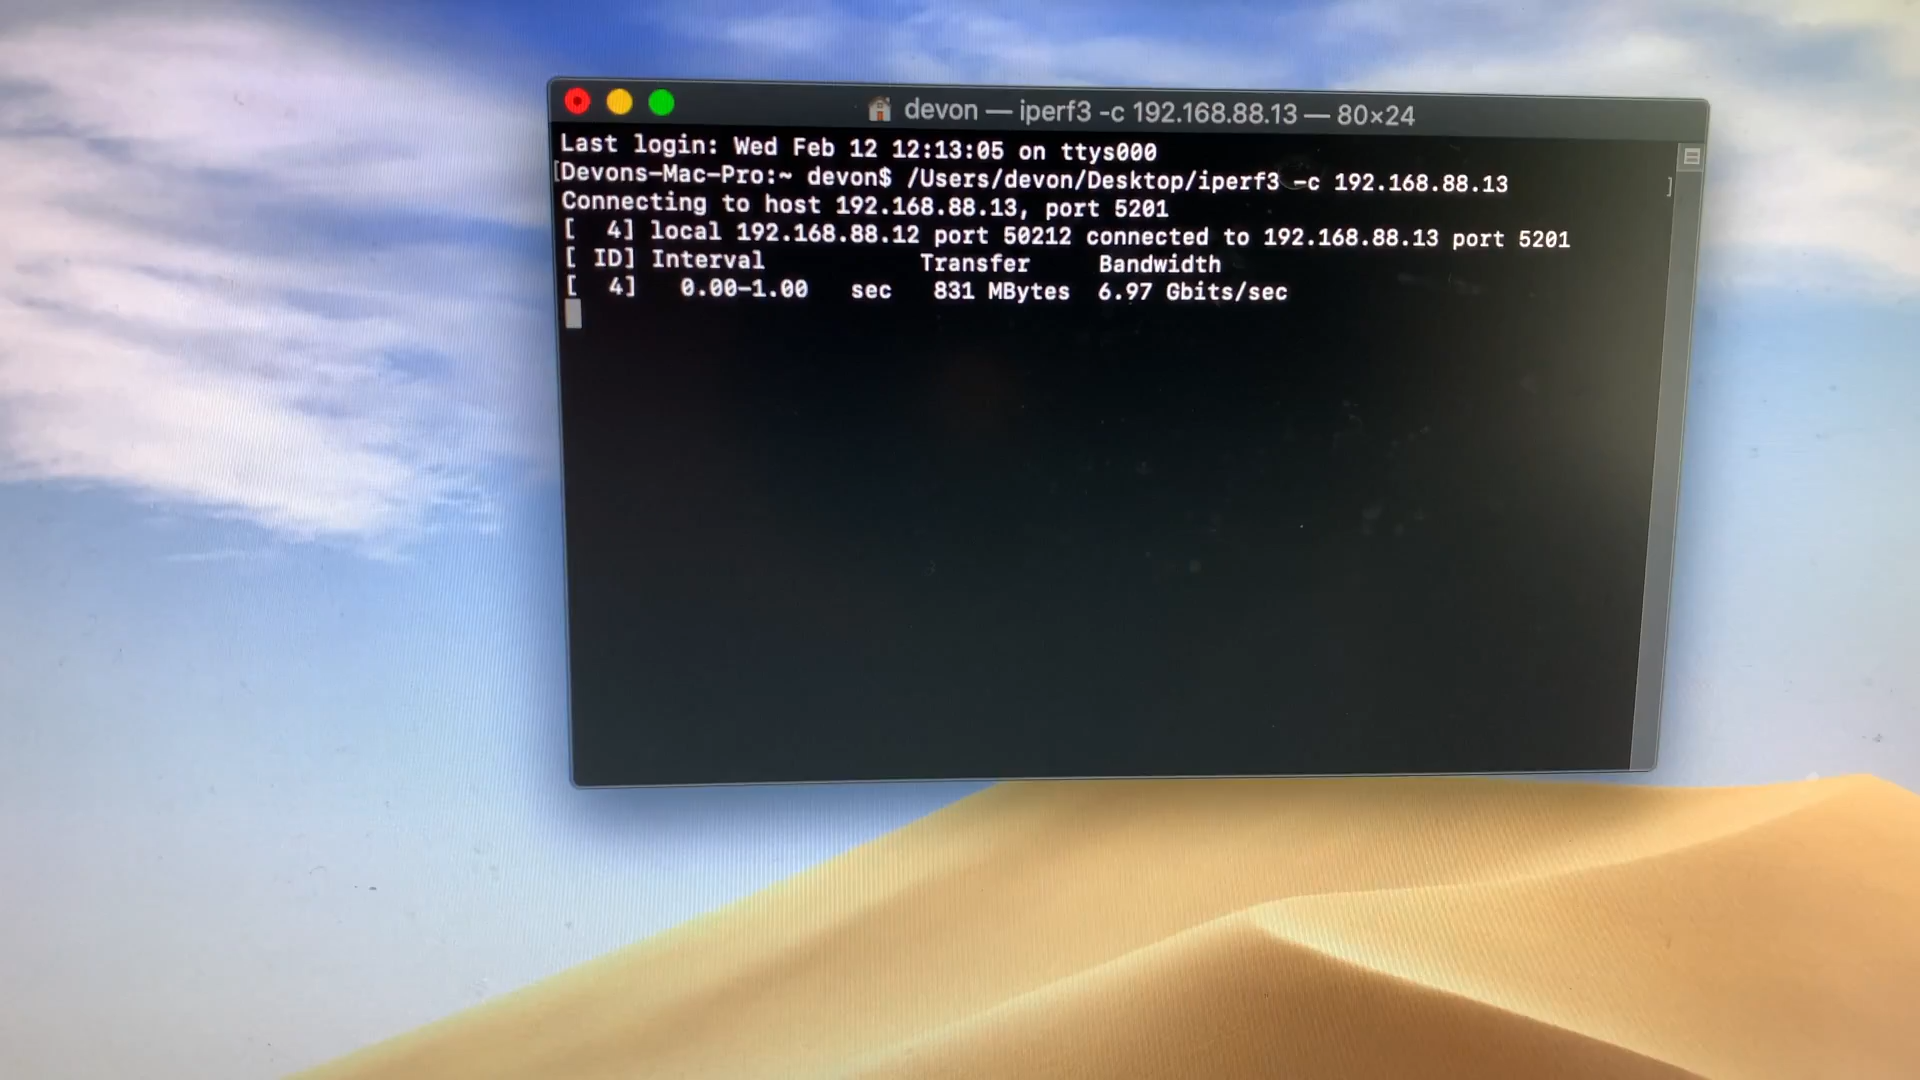 devon — iperf3 -c 192.168.88.13 — 80×24
Last login: Wed Feb 12 12:13:05 on ttys000
[Devons-Mac-Pro:~ devon$ /Users/devon/Desktop/iperf3 -c 192.168.88.13 ]
Connecting to host 192.168.88.13, port 5201
[  4] local 192.168.88.12 port 50212 connected to 192.168.88.13 port 5201
[ ID] Interval           Transfer     Bandwidth
[  4]   0.00-1.00   sec   831 MBytes  6.97 Gbits/sec